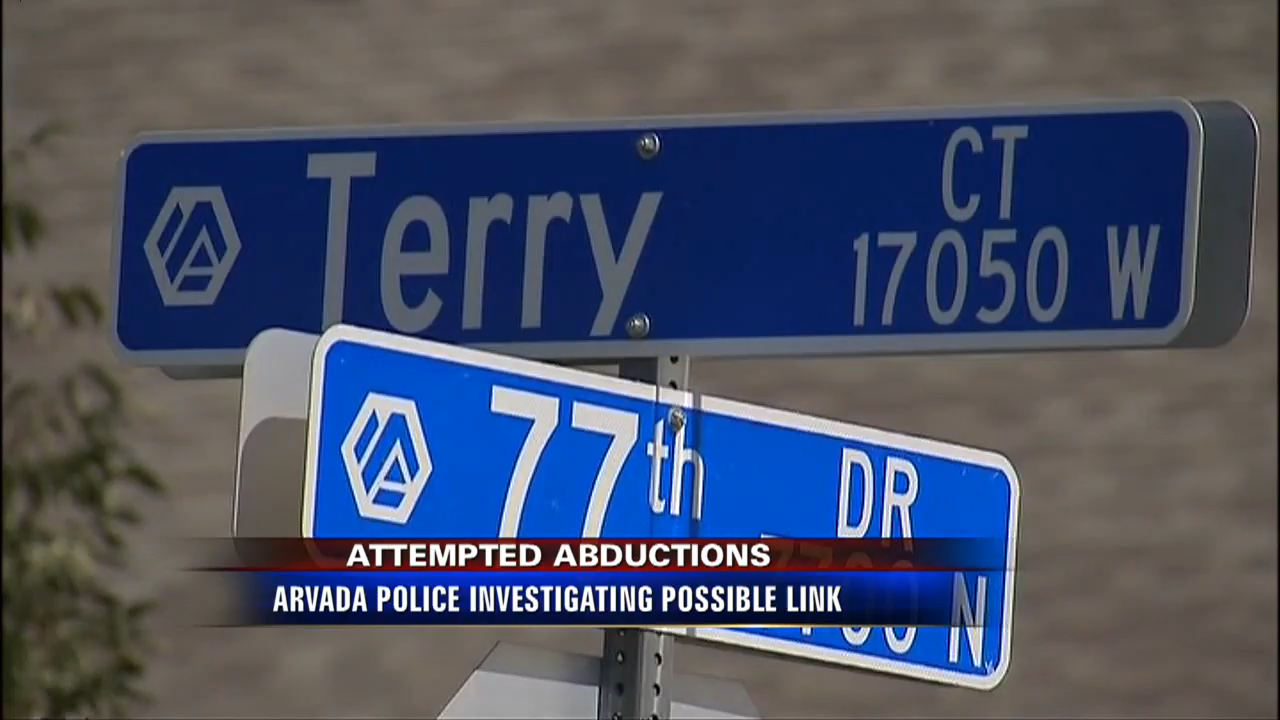 Terry
CT
17050 W
77th
DR
ATTEMPTED ABDUCTIONS
ARVADA POLICE INVESTIGATING POSSIBLE LINK
N